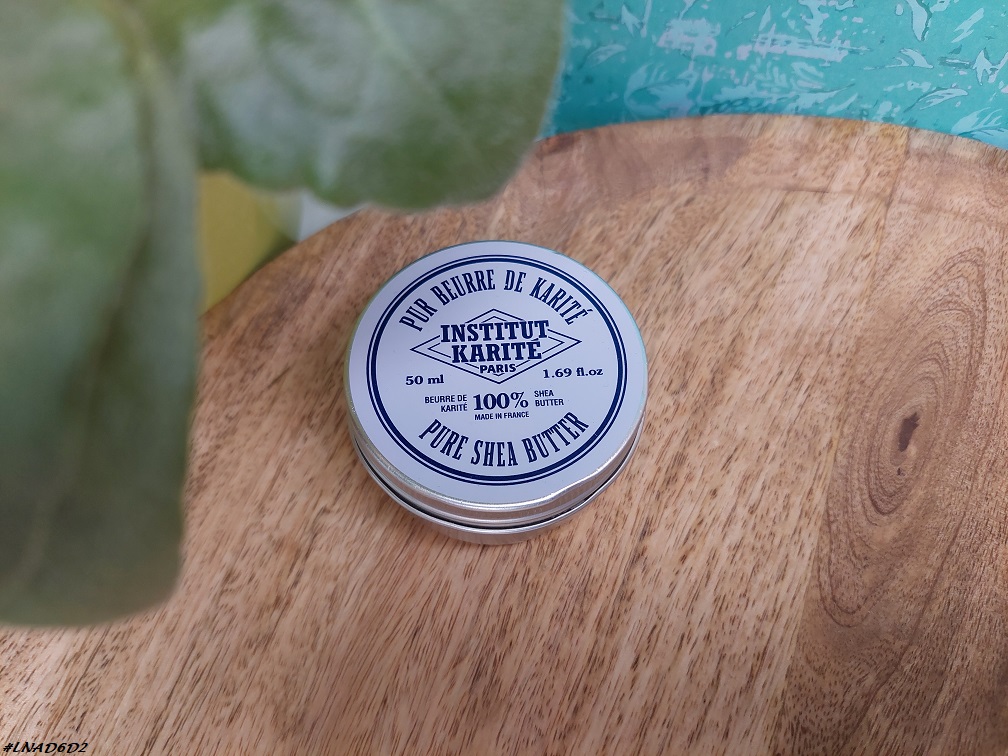 PUR BEURRE DE KARITÉ
INSTITUT
KARITÉ
PARIS
50 ml
1.69 fl.oz
BEURRE DE
KARITÉ
100%
SHEA
BUTTER
MADE IN FRANCE
PURE SHEA BUTTER
#LNAD6D2